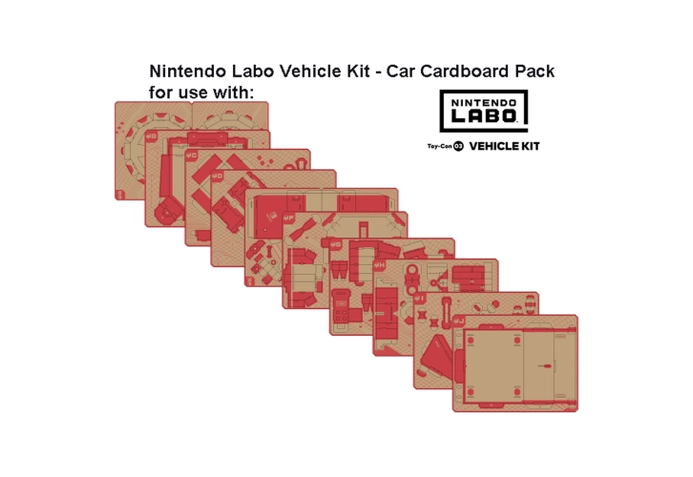 Nintendo Labo Vehicle Kit - Car Cardboard Pack
for use with:
NINTENDO
LABO
Toy-Con 03 VEHICLE KIT
B
C
D
F
G
H
I
J